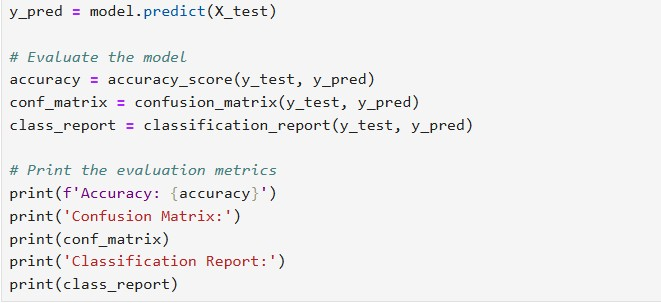 y_pred = model.predict(X_test)
# Evaluate the model
accuracy = accuracy_score(y_test, y_pred)
conf_matrix = confusion_matrix(y_test, y_pred)
class_report = classification_report(y_test, y_pred)
# Print the evaluation metrics
print(f'Accuracy: {accuracy}')
print('Confusion Matrix:')
print(conf_matrix)
print('Classification Report:')
print(class_report)